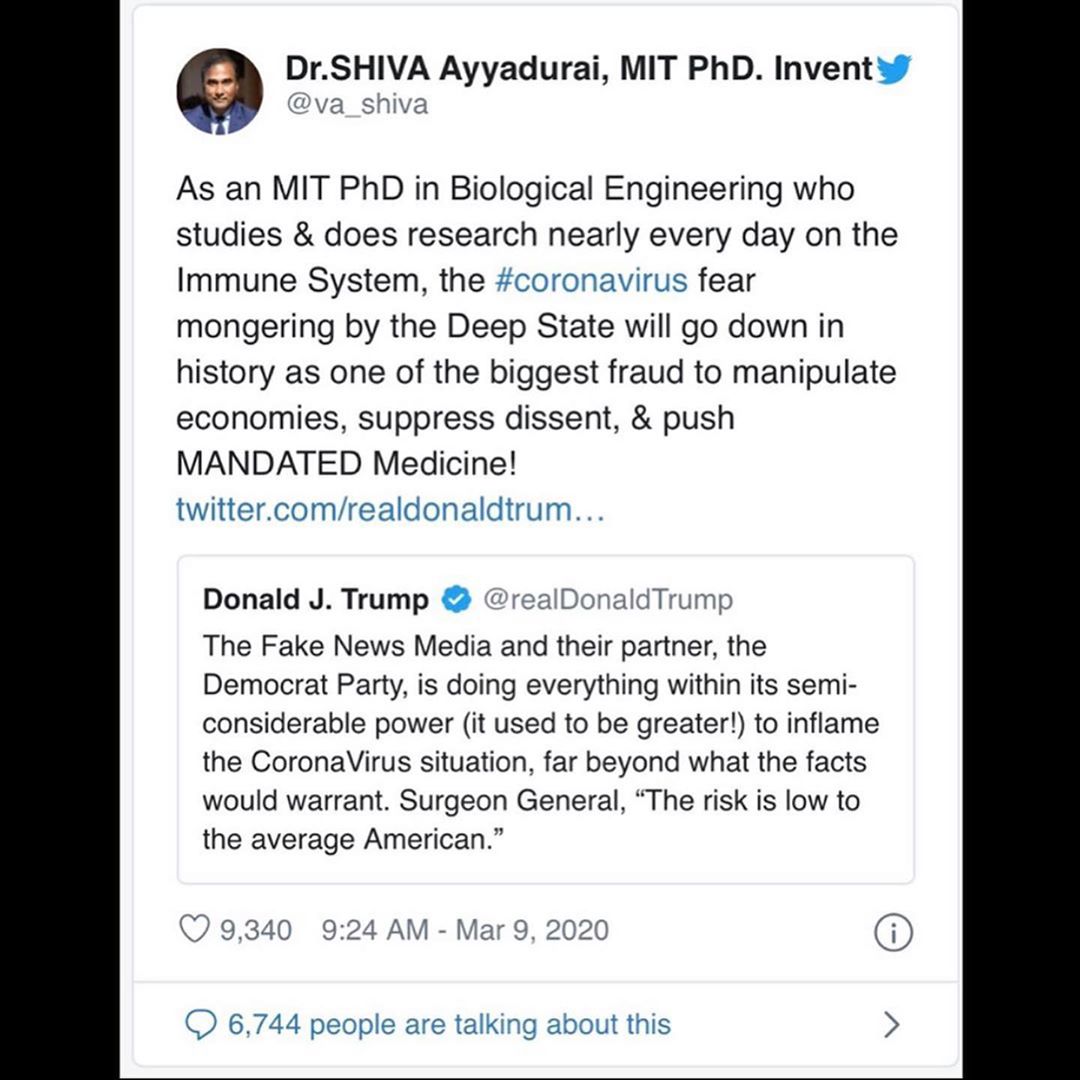 Dr.SHIVA Ayyadurai, MIT PhD. Invent
@va_shiva
As an MIT PhD in Biological Engineering who
studies & does research nearly every day on the
Immune System, the #coronavirus fear
mongering by the Deep State will go down in
history as one of the biggest fraud to manipulate
economies, suppress dissent, & push
MANDATED Medicine!
twitter.com/realdonaldtrum…
Donald J. Trump @realDonaldTrump
The Fake News Media and their partner, the
Democrat Party, is doing everything within its semi-
considerable power (it used to be greater!) to inflame
the CoronaVirus situation, far beyond what the facts
would warrant. Surgeon General, “The risk is low to
the average American.”
9,340 9:24 AM - Mar 9, 2020
6,744 people are talking about this